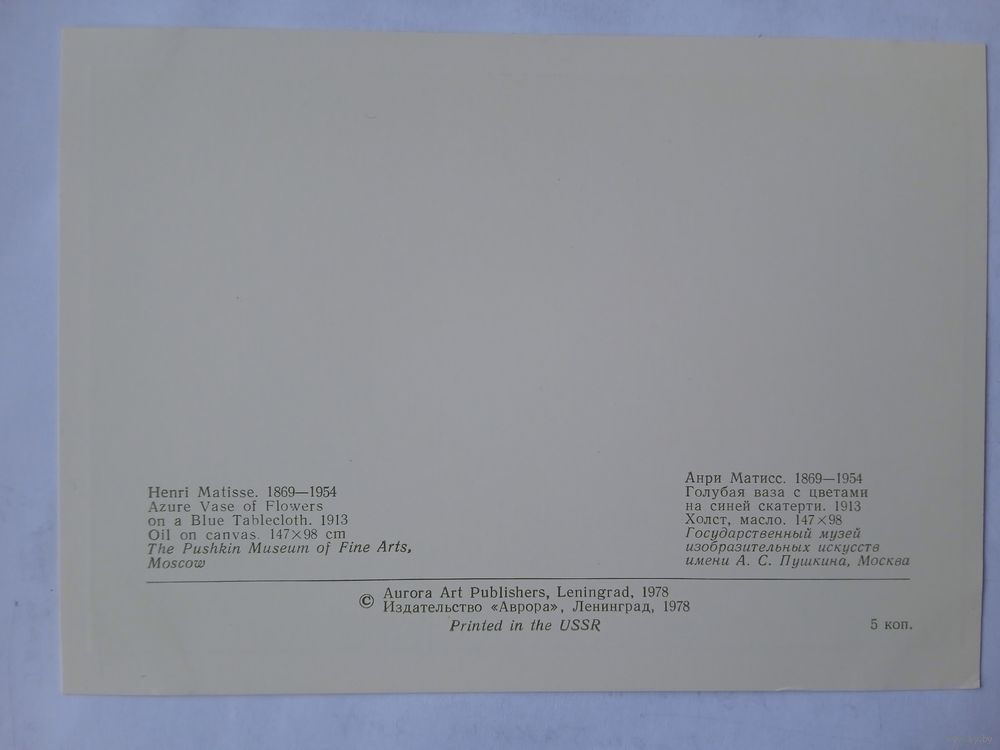 Henri Matisse. 1869—1954
Azure Vase of Flowers
on a Blue Tablecloth. 1913
Oil on canvas. 147×98 cm
The Pushkin Museum of Fine Arts,
Moscow
Анри Матисс. 1869—1954
Голубая ваза с цветами
на синей скатерти. 1913
Холст, масло. 147×98
Государственный музей
изобразительных искусств
имени А. С. Пушкина, Москва
© Aurora Art Publishers, Leningrad, 1978
Издательство «Аврора», Ленинград, 1978
Printed in the USSR
5 коп.